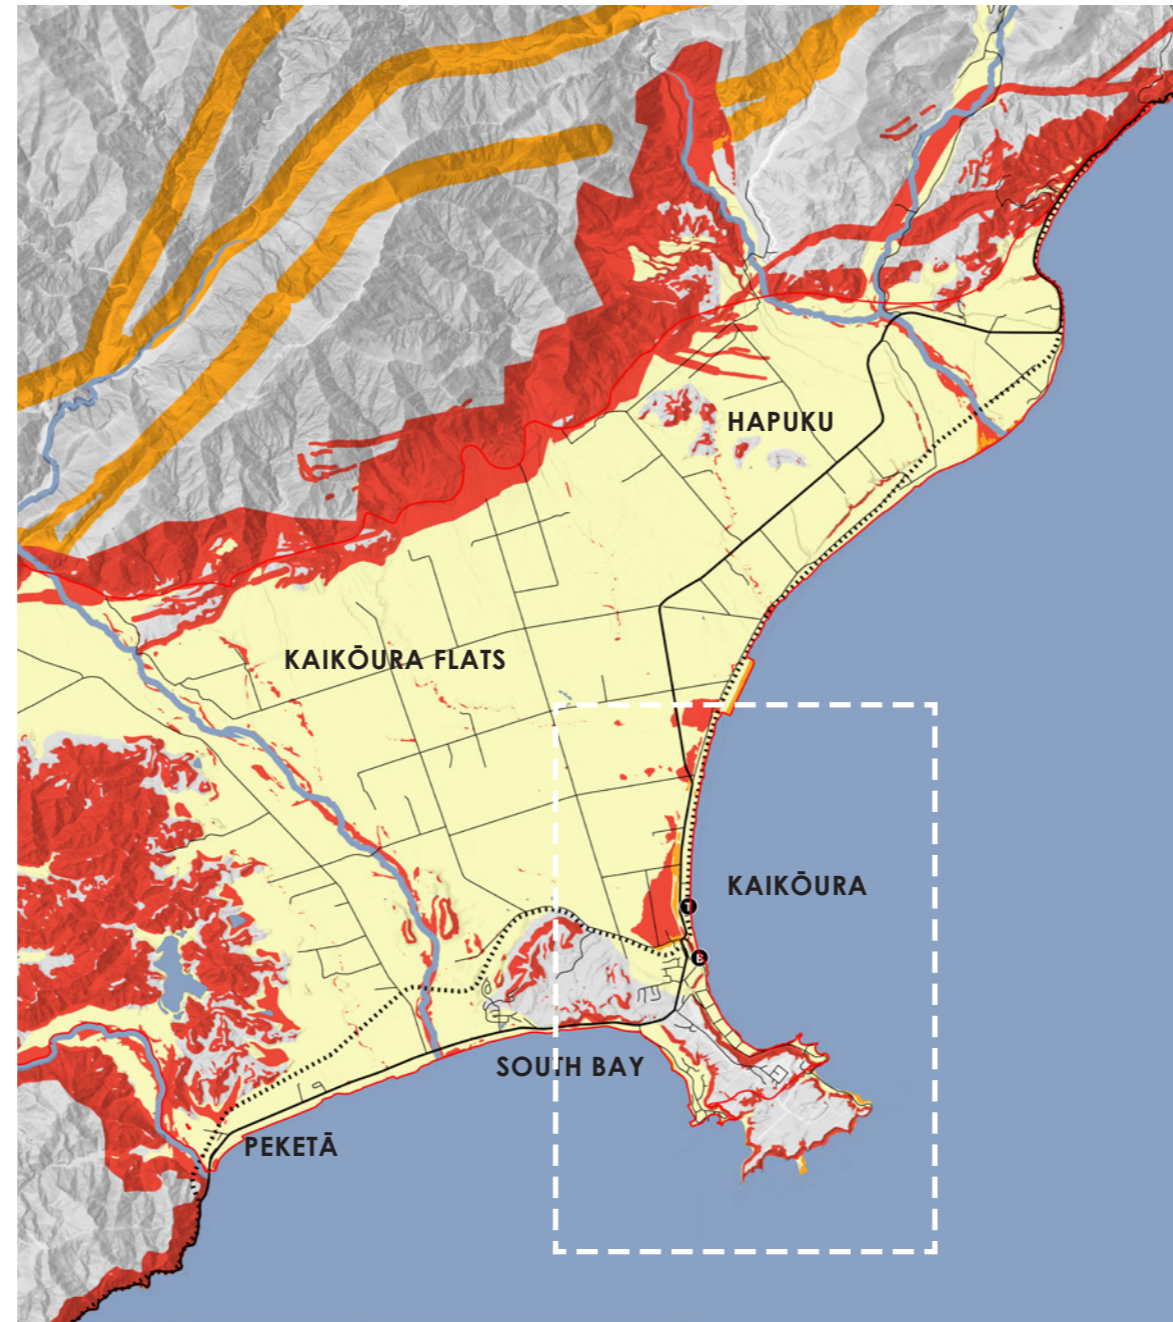 HAPUKU
KAIKŌURA FLATS
KAIKŌURA
T
B
SOUTH BAY
PEKETĀ